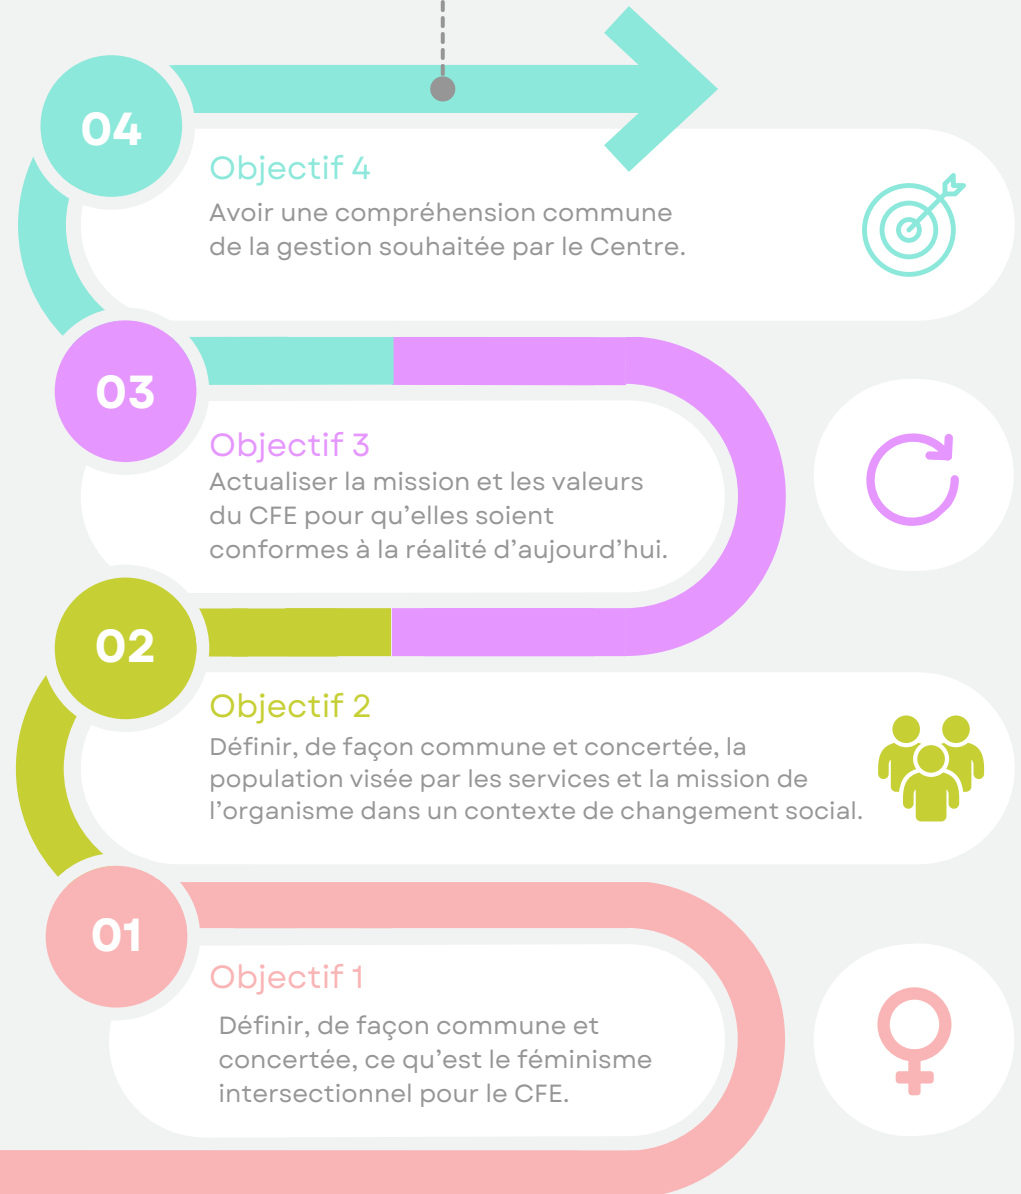 04
Objectif 4
Avoir une compréhension commune
de la gestion souhaitée par le Centre.
03
Objectif 3
Actualiser la mission et les valeurs
du CFE pour qu’elles soient
conformes à la réalité d’aujourd’hui.
02
Objectif 2
Définir, de façon commune et concertée, la
population visée par les services et la mission de
l’organisme dans un contexte de changement social.
01
Objectif 1
Définir, de façon commune et
concertée, ce qu’est le féminisme
intersectionnel pour le CFE.